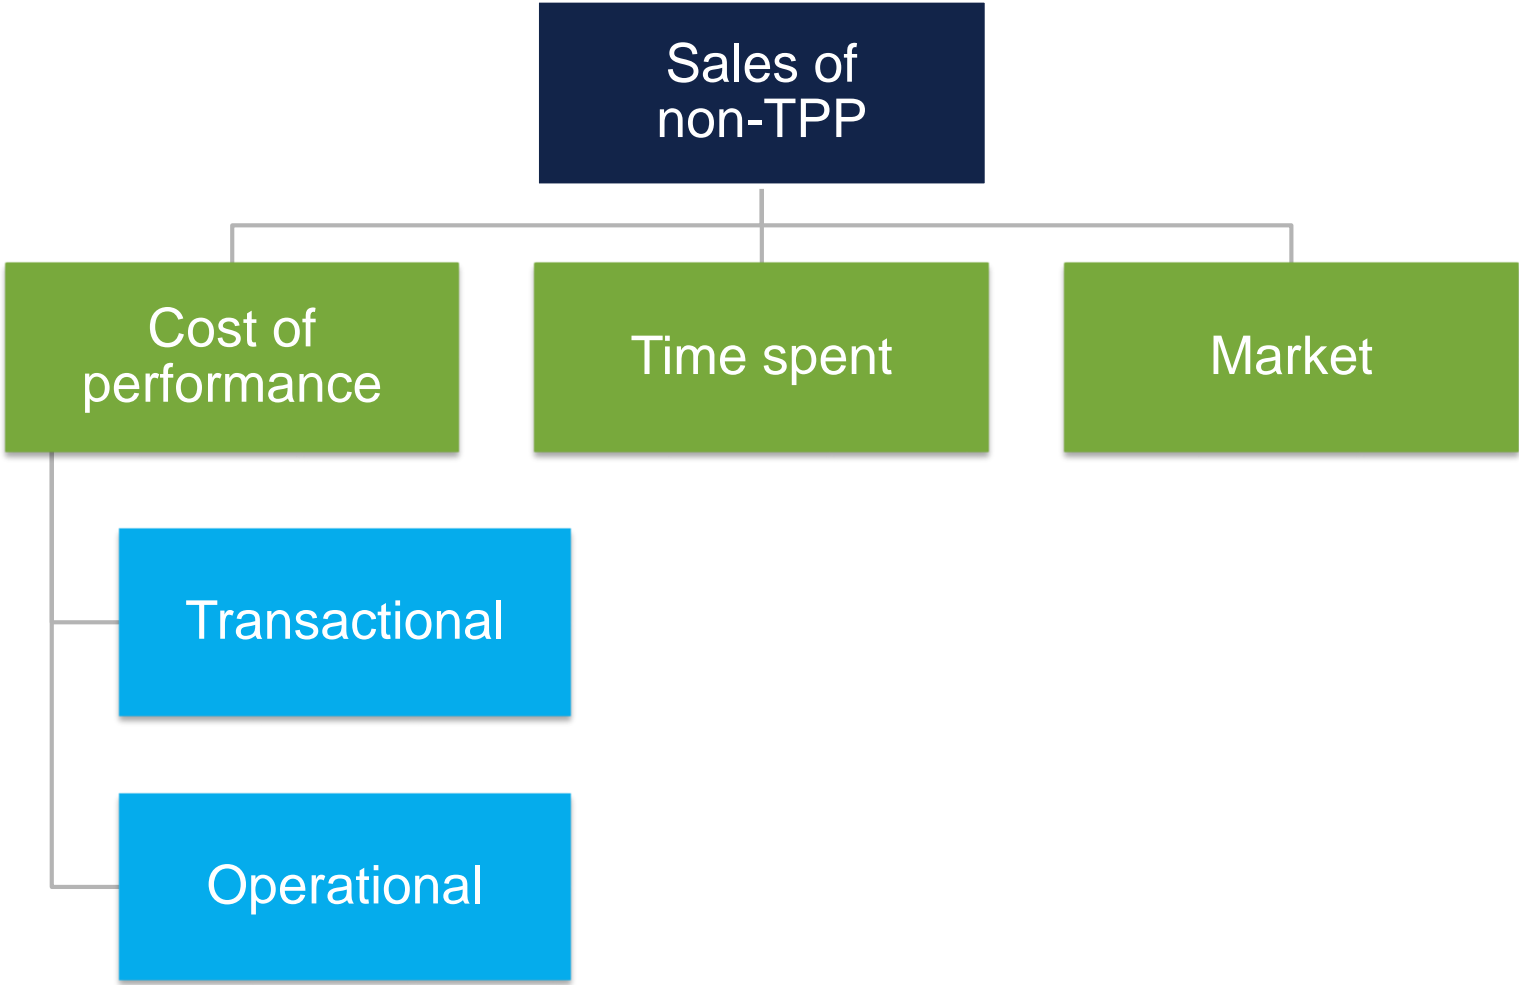 Sales of
non-TPP
Cost of
performance
Time spent
Market
Transactional
Operational